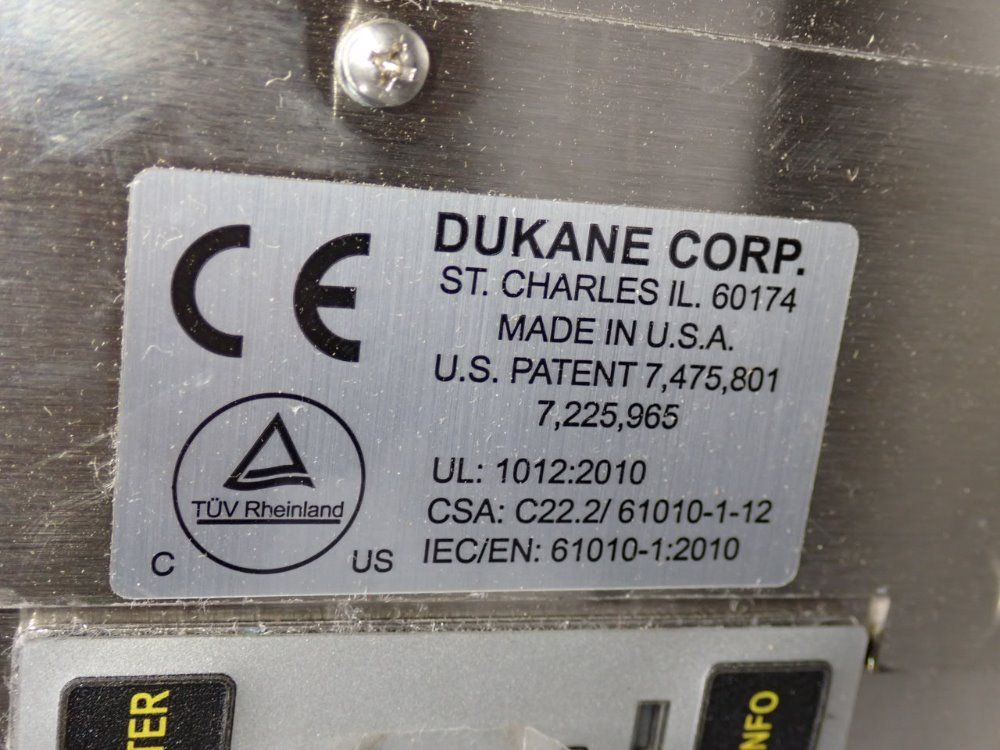 CE
DUKANE CORP.
ST. CHARLES IL. 60174
MADE IN U.S.A.
U.S. PATENT 7,475,801
7,225,965
UL: 1012:2010
CSA: C22.2/ 61010-1-12
IEC/EN: 61010-1:2010
TÜV Rheinland
C US